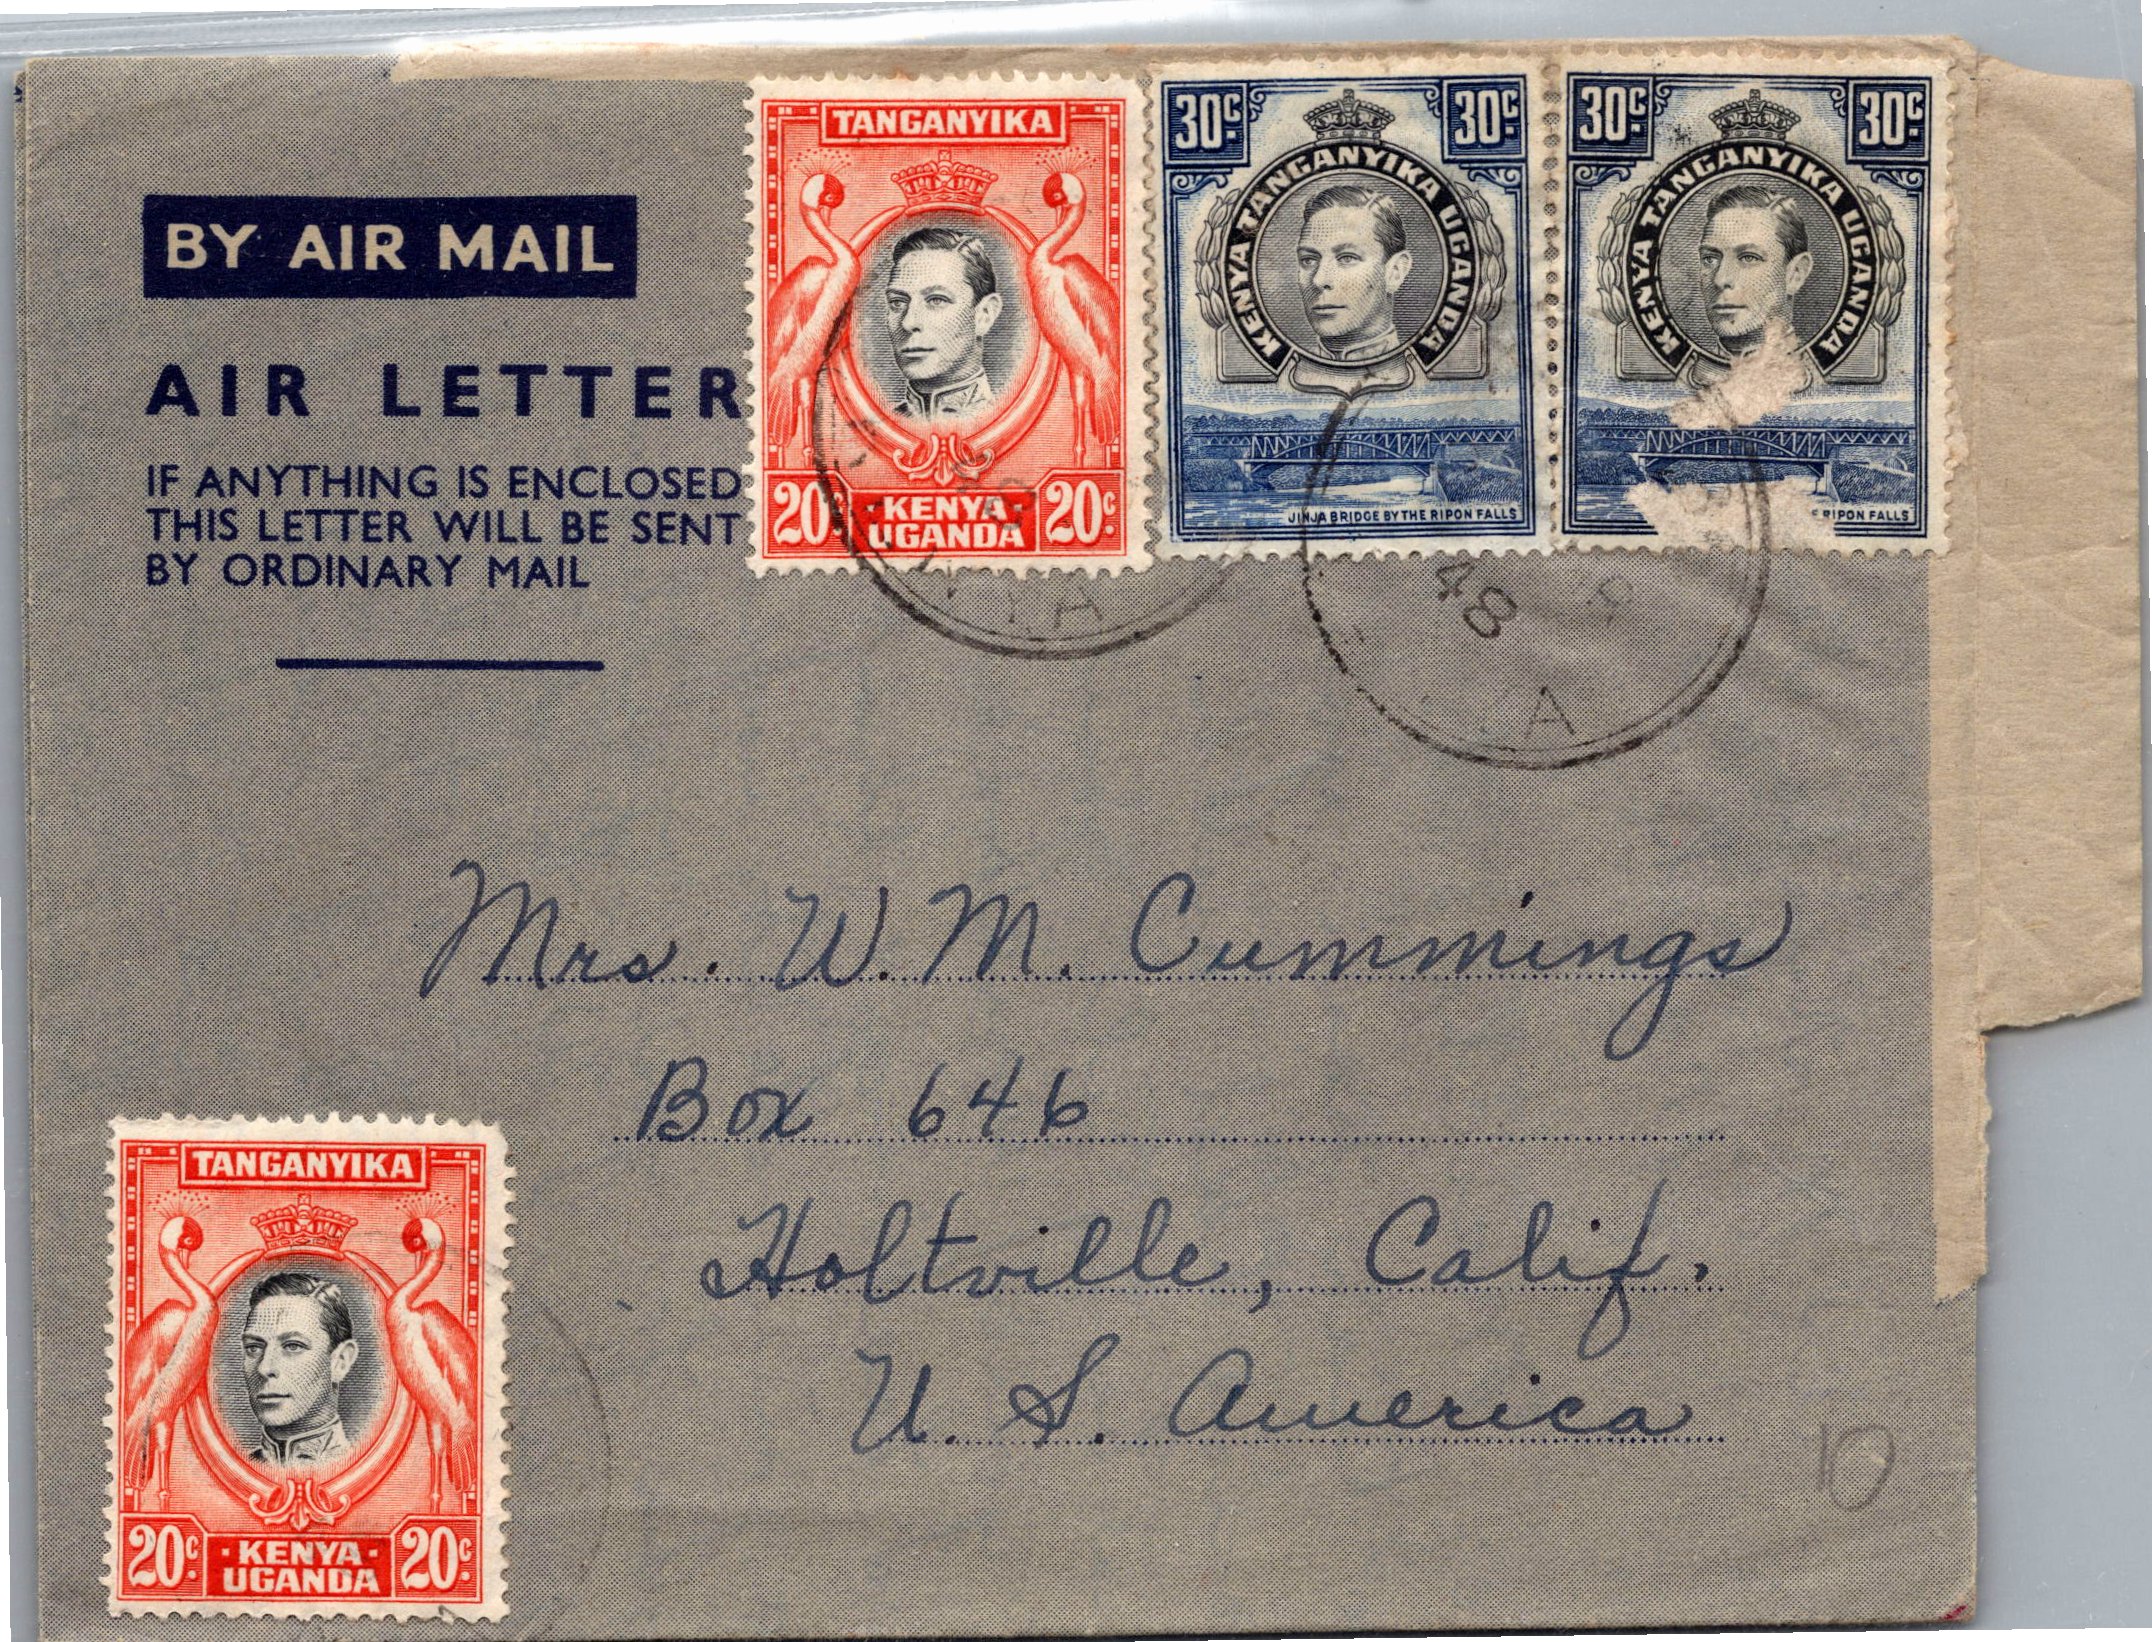 BY AIR MAIL
AIR LETTER
IF ANYTHING IS ENCLOSED
THIS LETTER WILL BE SENT
BY ORDINARY MAIL
TANGANYIKA
20c. KENYA 20c.
UGANDA
30c. 30c.
KENYA TANGANYIKA UGANDA
JINJA BRIDGE BY THE RIPON FALLS
30c. 30c.
KENYA TANGANYIKA UGANDA
RIPON FALLS
48
A
Mrs. W. M. Cummings
Box 646
Holtville, Calif.
U. S. America
10
TANGANYIKA
20c. ·KENYA· 20c.
UGANDA